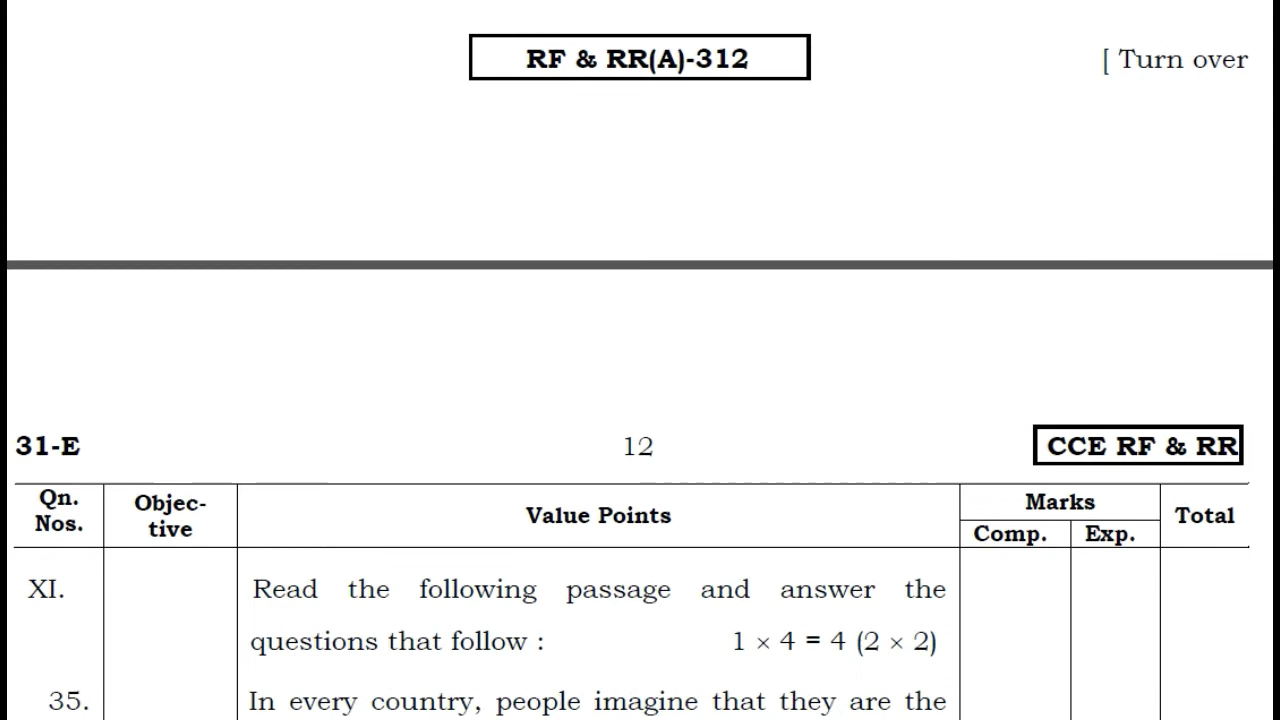 RF & RR(A)-312
[ Turn over
31-E
12
CCE RF & RR
Qn. Nos.
Objec-
tive
Value Points
Marks
Comp.
Exp.
Total
XI.
Read the following passage and answer the
questions that follow : 1 × 4 = 4 (2 × 2)
35.
In every country, people imagine that they are the